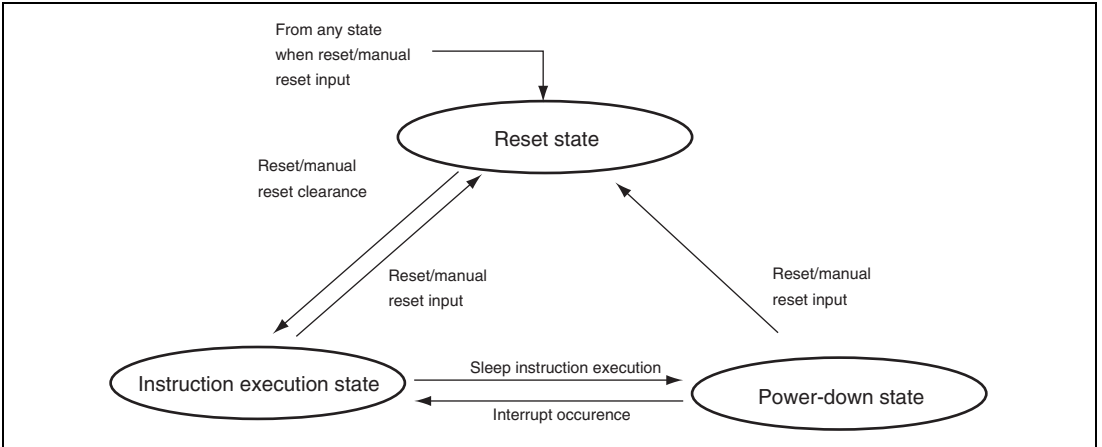 From any state
when reset/manual
reset input
Reset state
Reset/manual
reset clearance
Reset/manual
reset input
Reset/manual
reset input
Instruction execution state
Sleep instruction execution
Interrupt occurence
Power-down state